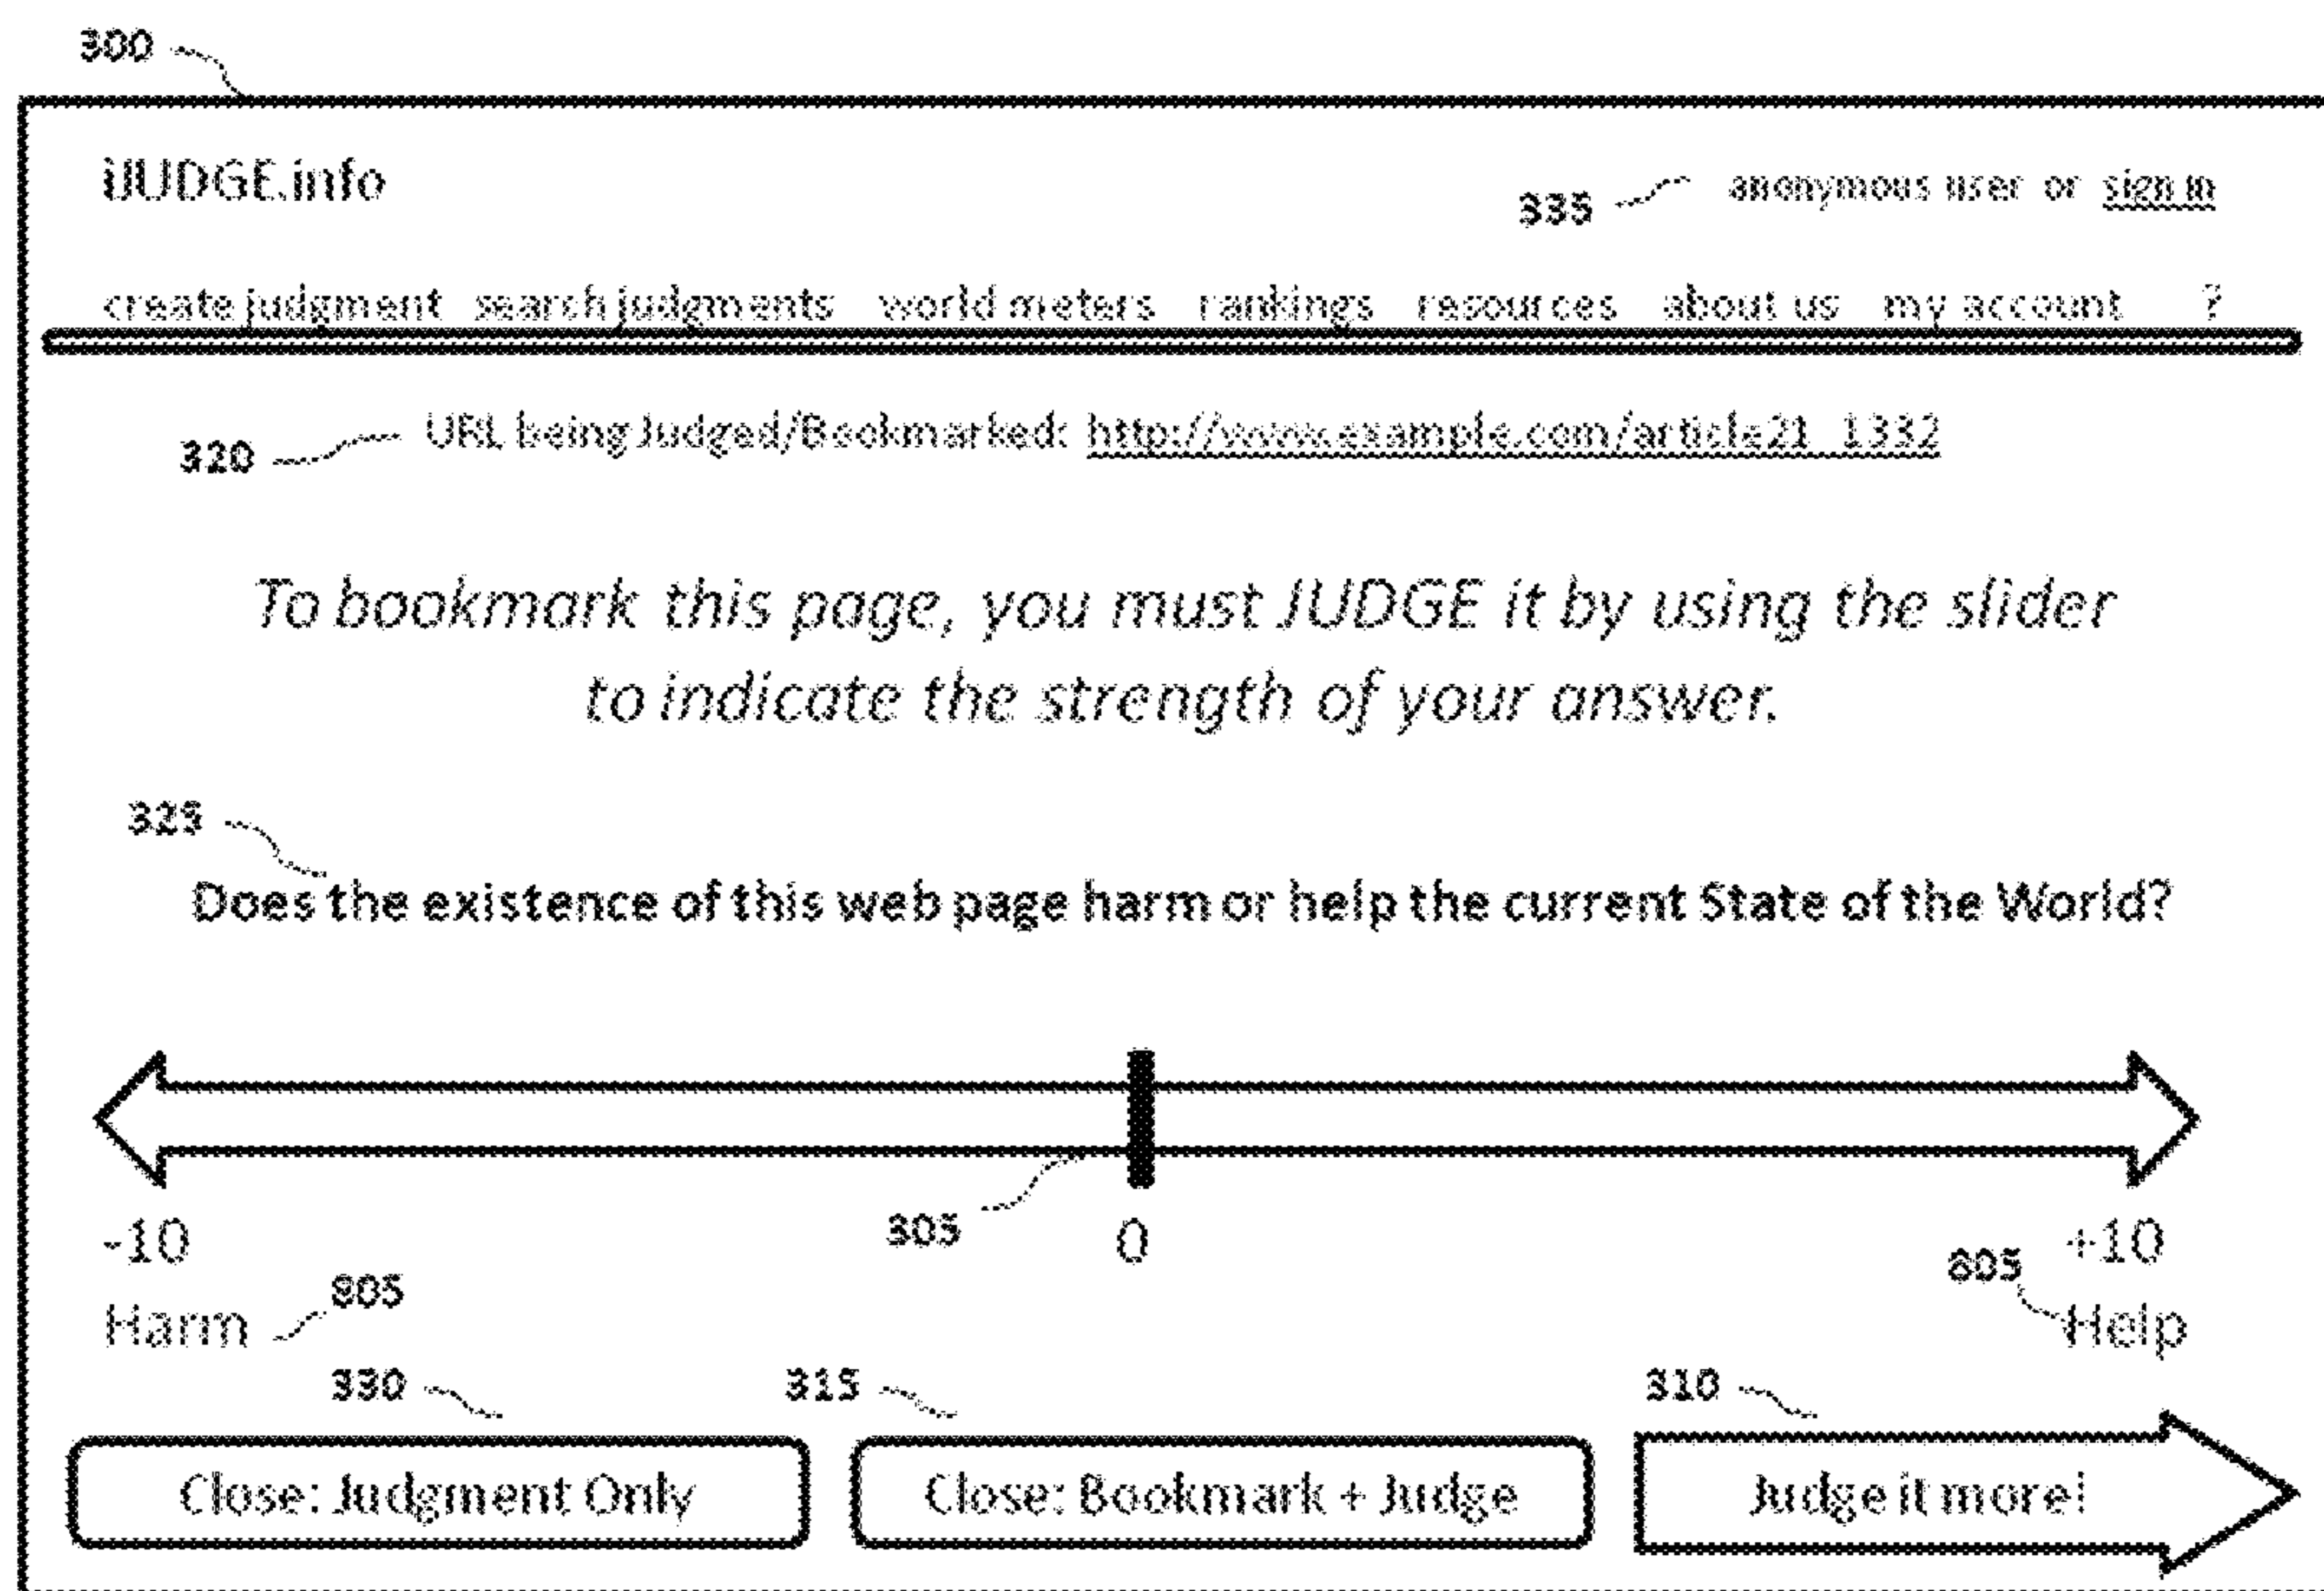 300
iJUDGE.info
335 anonymous user or sign in
create judgment search judgments world meters rankings resources about us my account ?
320 URL being Judged/Bookmarked: http://www.example.com/article21_1332
To bookmark this page, you must JUDGE it by using the slider
to indicate the strength of your answer.
325
Does the existence of this web page harm or help the current State of the World?
305
-10 0 +10
805 805
Harm Help
330 315 310
Close: Judgment Only Close: Bookmark + Judge Judge it more!